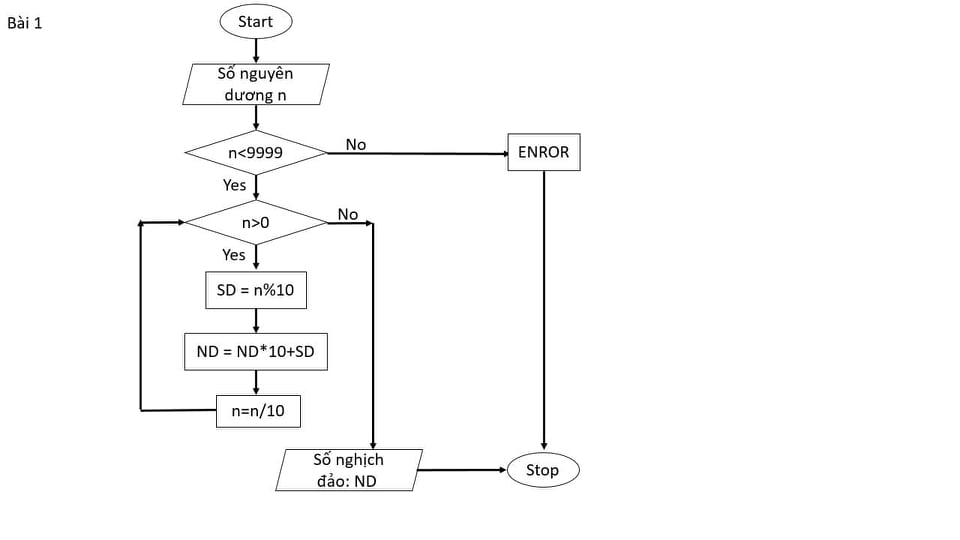 Bài 1
Start
Số nguyên
dương n
n<9999
No
ENROR
Yes
n>0
No
Yes
SD = n%10
ND = ND*10+SD
n=n/10
Số nghịch
đảo: ND
Stop